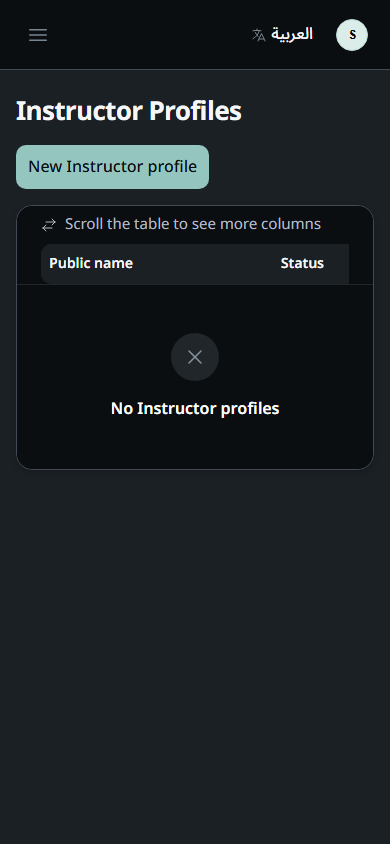 العربية
S
Instructor Profiles
New Instructor profile
Scroll the table to see more columns
Public name Status
No Instructor profiles